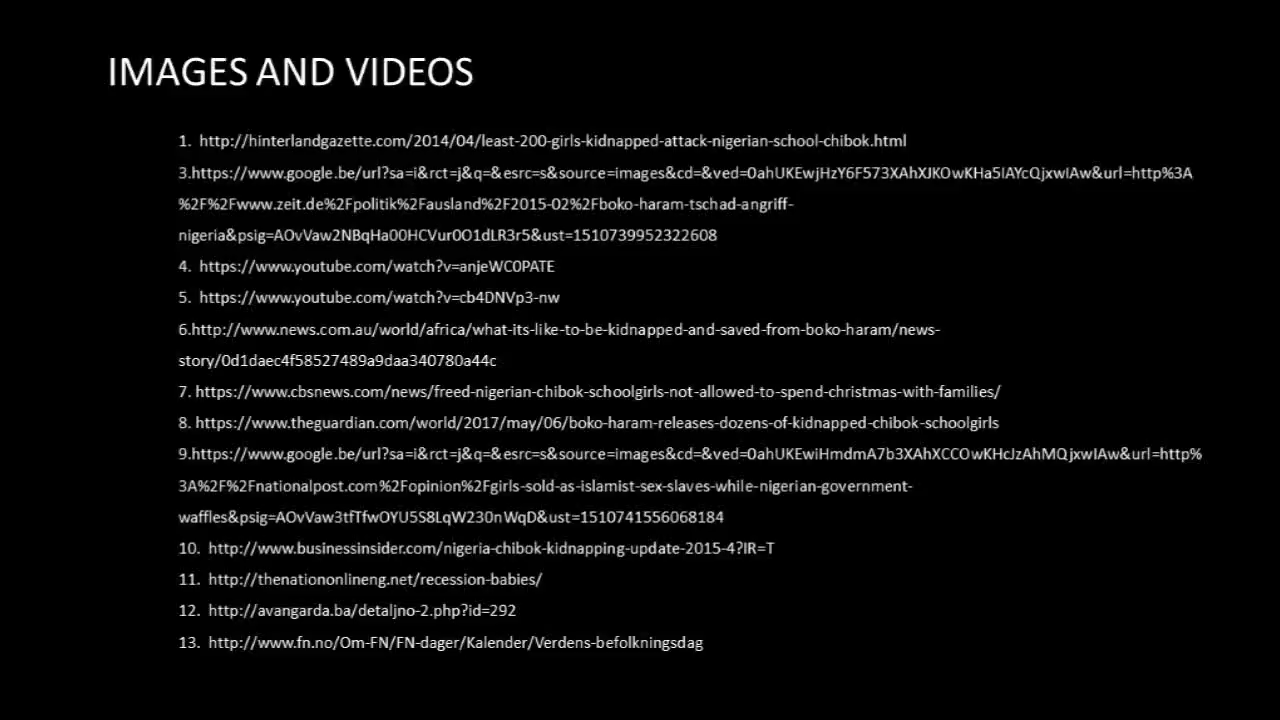 IMAGES AND VIDEOS
1. http://hinterlandgazette.com/2014/04/least-200-girls-kidnapped-attack-nigerian-school-chibok.html
3.https://www.google.be/url?sa=i&rct=j&q=&esrc=s&source=images&cd=&ved=0ahUKEwjHzY6F573XAhXJKOwKHa5IAYcQjxwIAw&url=http%3A
%2F%2Fwww.zeit.de%2Fpolitik%2Fausland%2F2015-02%2Fboko-haram-tschad-angriff-
nigeria&psig=AOvVaw2NBqHa00HCVur0O1dLR3r5&ust=1510739952322608
4. https://www.youtube.com/watch?v=anjeWC0PATE
5. https://www.youtube.com/watch?v=cb4DNVp3-nw
6.http://www.news.com.au/world/africa/what-its-like-to-be-kidnapped-and-saved-from-boko-haram/news-
story/0d1daec4f58527489a9daa340780a44c
7. https://www.cbsnews.com/news/freed-nigerian-chibok-schoolgirls-not-allowed-to-spend-christmas-with-families/
8. https://www.theguardian.com/world/2017/may/06/boko-haram-releases-dozens-of-kidnapped-chibok-schoolgirls
9.https://www.google.be/url?sa=i&rct=j&q=&esrc=s&source=images&cd=&ved=0ahUKEwiHmdmA7b3XAhXCCOwKHcJzAhMQjxwIAw&url=http%
3A%2F%2Fnationalpost.com%2Fopinion%2Fgirls-sold-as-islamist-sex-slaves-while-nigerian-government-
waffles&psig=AOvVaw3tfTfwOYU5S8LqW230nWqD&ust=1510741556068184
10. http://www.businessinsider.com/nigeria-chibok-kidnapping-update-2015-4?IR=T
11. http://thenationonlineng.net/recession-babies/
12. http://avangarda.ba/detaljno-2.php?id=292
13. http://www.fn.no/Om-FN/FN-dager/Kalender/Verdens-befolkningsdag